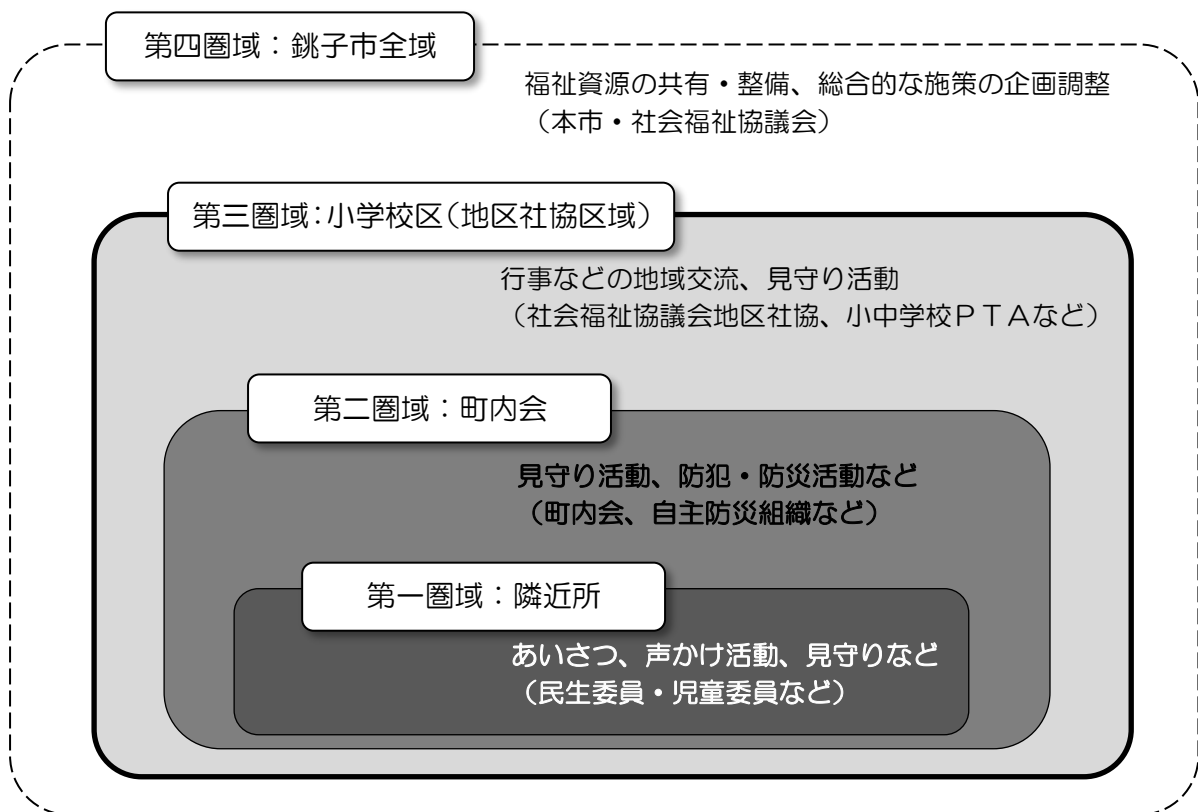 第四圏域：銚子市全域
福祉資源の共有・整備、総合的な施策の企画調整
（本市・社会福祉協議会）
第三圏域：小学校区（地区社協区域）
行事などの地域交流、見守り活動
（社会福祉協議会地区社協、小中学校ＰＴＡなど）
第二圏域：町内会
見守り活動、防犯・防災活動など
（町内会、自主防災組織など）
第一圏域：隣近所
あいさつ、声かけ活動、見守りなど
（民生委員・児童委員など）